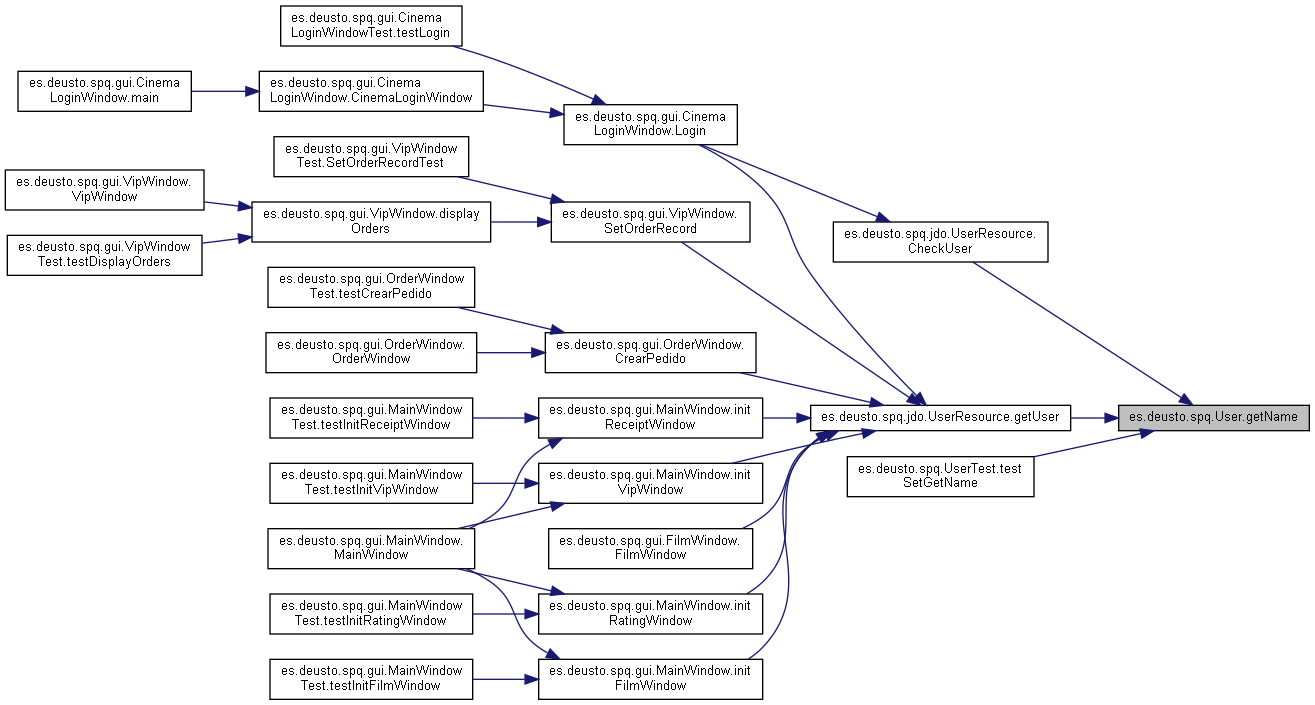 es.deusto.spq.gui.Cinema
LoginWindowTest.testLogin
es.deusto.spq.gui.Cinema
LoginWindow.main
es.deusto.spq.gui.Cinema
LoginWindow.CinemaLoginWindow
es.deusto.spq.gui.Cinema
LoginWindow.Login
es.deusto.spq.gui.VipWindow
Test.SetOrderRecordTest
es.deusto.spq.gui.VipWindow.
VipWindow
es.deusto.spq.gui.VipWindow.display
Orders
es.deusto.spq.gui.VipWindow.
SetOrderRecord
es.deusto.spq.jdo.UserResource.
CheckUser
es.deusto.spq.gui.VipWindow
Test.testDisplayOrders
es.deusto.spq.gui.OrderWindow
Test.testCrearPedido
es.deusto.spq.gui.OrderWindow.
OrderWindow
es.deusto.spq.gui.OrderWindow.
CrearPedido
es.deusto.spq.gui.MainWindow
Test.testInitReceiptWindow
es.deusto.spq.gui.MainWindow.init
ReceiptWindow
es.deusto.spq.jdo.UserResource.getUser
es.deusto.spq.User.getName
es.deusto.spq.gui.MainWindow
Test.testInitVipWindow
es.deusto.spq.gui.MainWindow.init
VipWindow
es.deusto.spq.UserTest.test
SetGetName
es.deusto.spq.gui.MainWindow.
MainWindow
es.deusto.spq.gui.FilmWindow.
FilmWindow
es.deusto.spq.gui.MainWindow
Test.testInitRatingWindow
es.deusto.spq.gui.MainWindow.init
RatingWindow
es.deusto.spq.gui.MainWindow
Test.testInitFilmWindow
es.deusto.spq.gui.MainWindow.init
FilmWindow